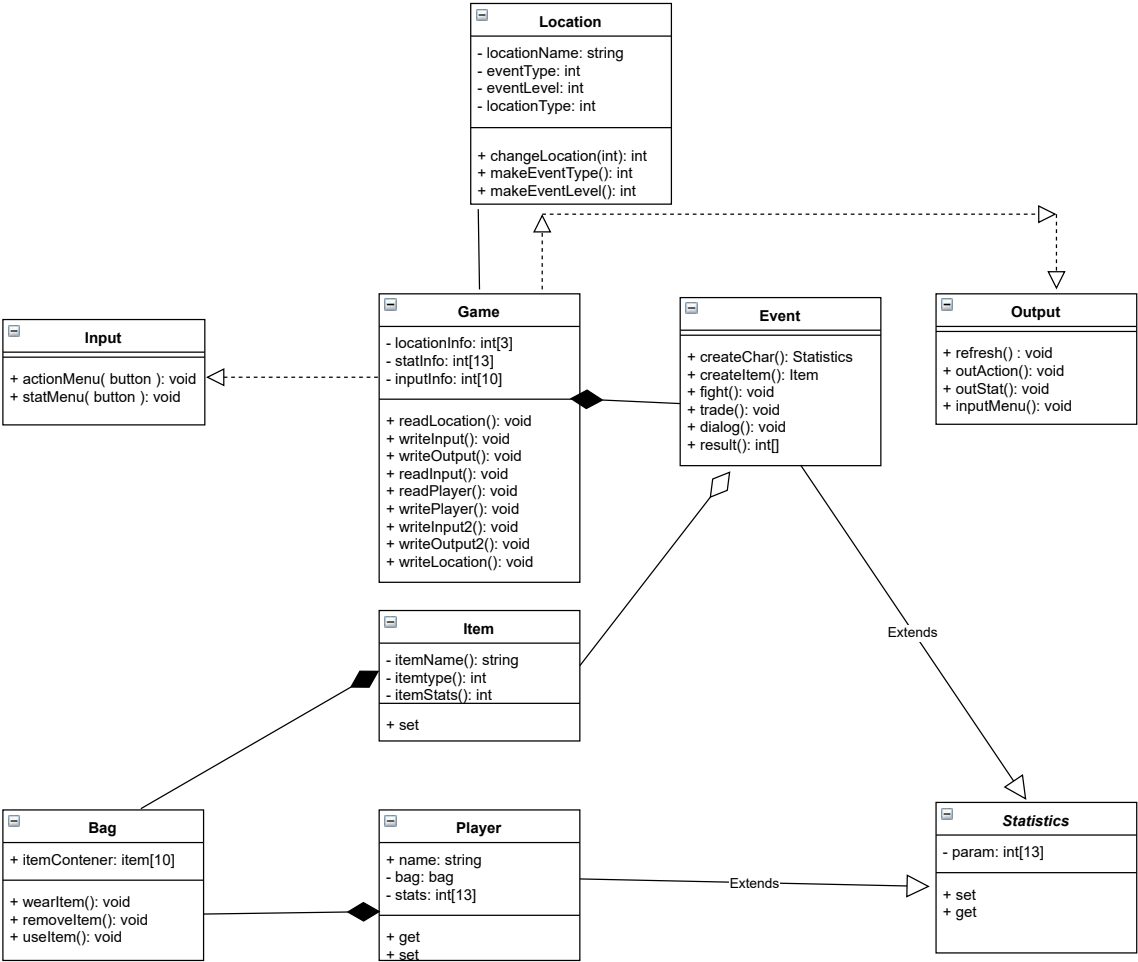 Location
- locationName: string
- eventType: int
- eventLevel: int
- locationType: int
+ changeLocation(int): int
+ makeEventType(): int
+ makeEventLevel(): int
Input
+ actionMenu( button ): void
+ statMenu( button ): void
Game
- locationInfo: int[3]
- statInfo: int[13]
- inputInfo: int[10]
+ readLocation(): void
+ writeInput(): void
+ writeOutput(): void
+ readInput(): void
+ readPlayer(): void
+ writePlayer(): void
+ writeInput2(): void
+ writeOutput2(): void
+ writeLocation(): void
Event
+ createChar(): Statistics
+ createItem(): Item
+ fight(): void
+ trade(): void
+ dialog(): void
+ result(): int[]
Output
+ refresh() : void
+ outAction(): void
+ outStat(): void
+ inputMenu(): void
Item
- itemName(): string
- itemtype(): int
- itemStats(): int
+ set
Extends
Bag
+ itemContener: item[10]
+ wearItem(): void
+ removeItem(): void
+ useItem(): void
Player
+ name: string
- bag: bag
- stats: int[13]
+ get
+ set
Extends
Statistics
- param: int[13]
+ set
+ get